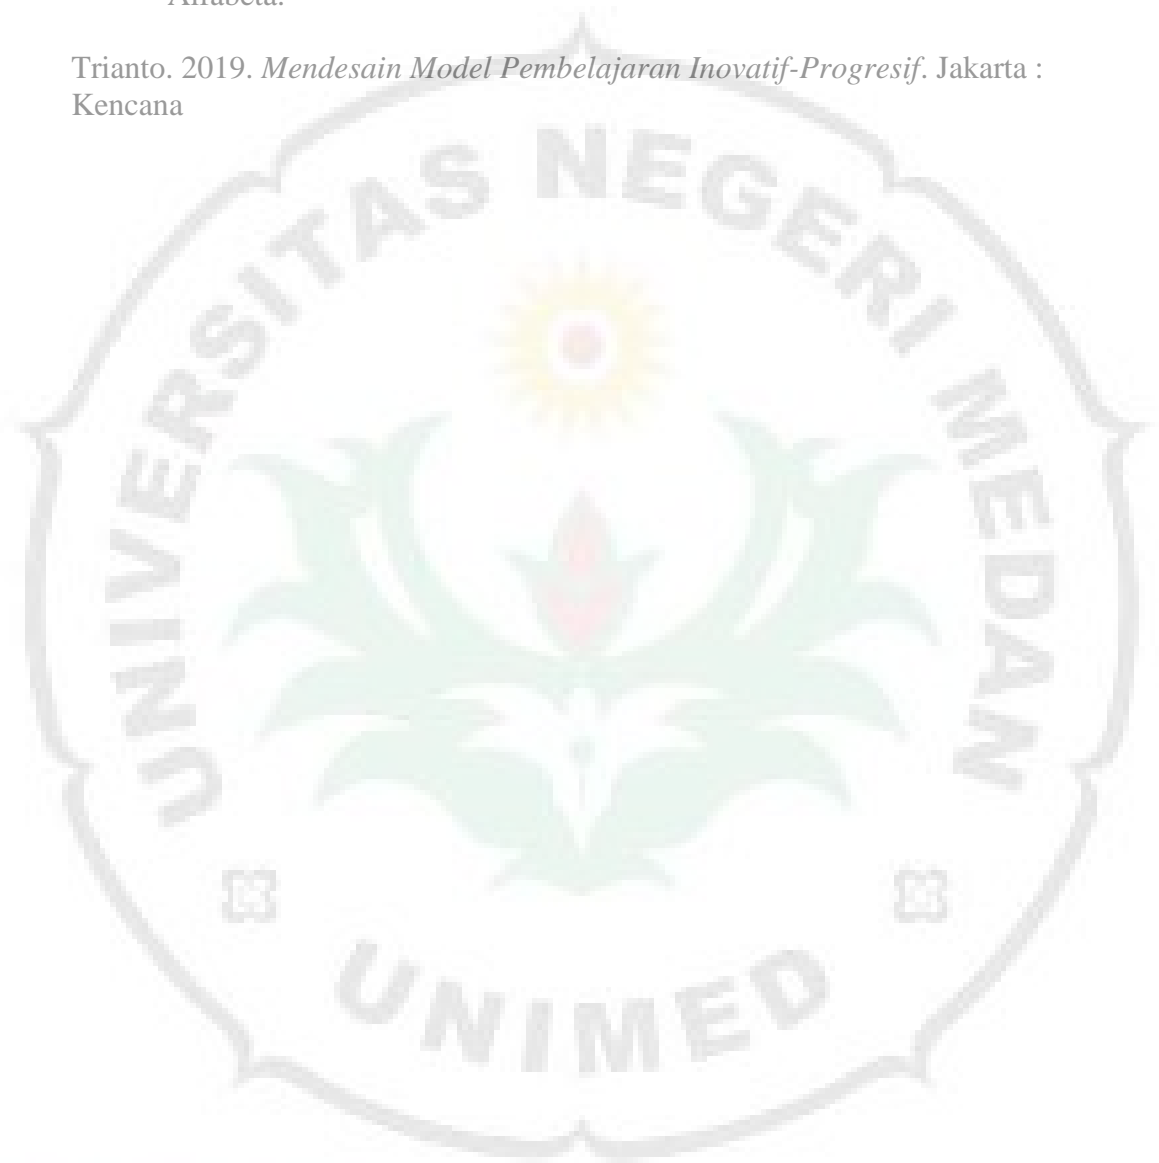 Alfabeta.
Trianto. 2019. Mendesain Model Pembelajaran Inovatif-Progresif. Jakarta :
Kencana
UNIVERSITAS NEGERI MEDAN
UNIMED